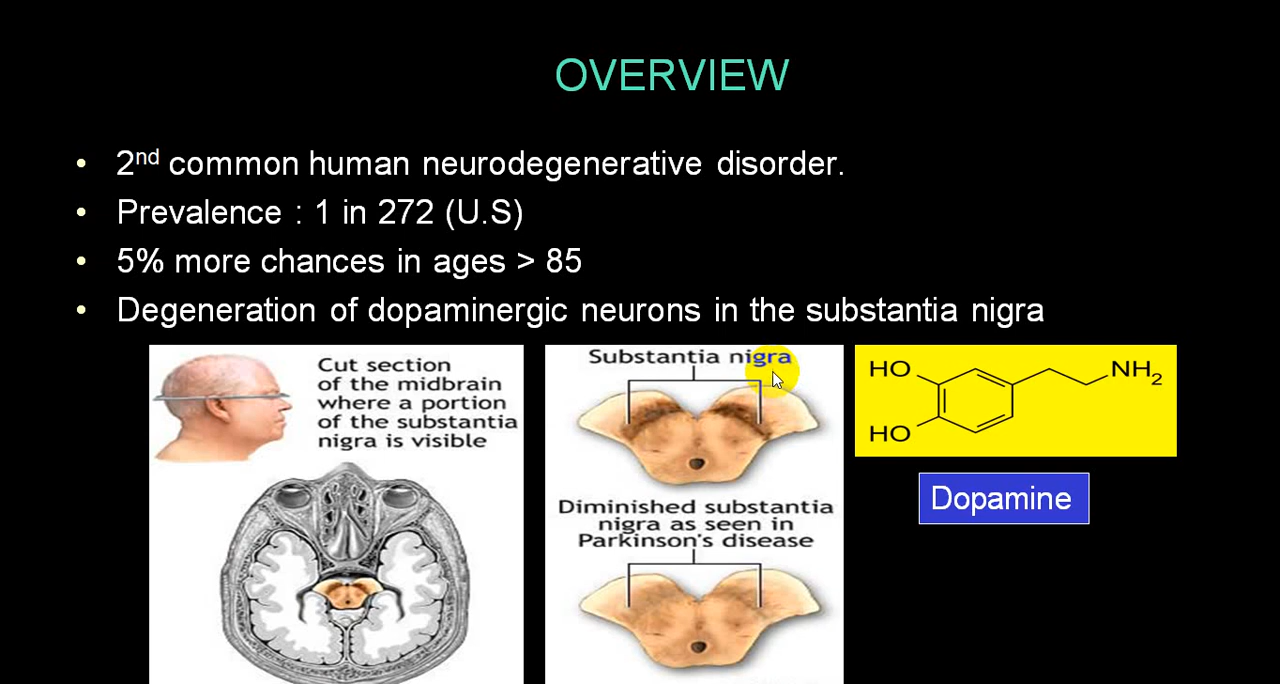 OVERVIEW
• 2nd common human neurodegenerative disorder.
• Prevalence : 1 in 272 (U.S)
• 5% more chances in ages > 85
• Degeneration of dopaminergic neurons in the substantia nigra
Cut section
of the midbrain
where a portion
of the substantia
nigra is visible
Substantia nigra
Diminished substantia
nigra as seen in
Parkinson's disease
HO
NH2
HO
Dopamine